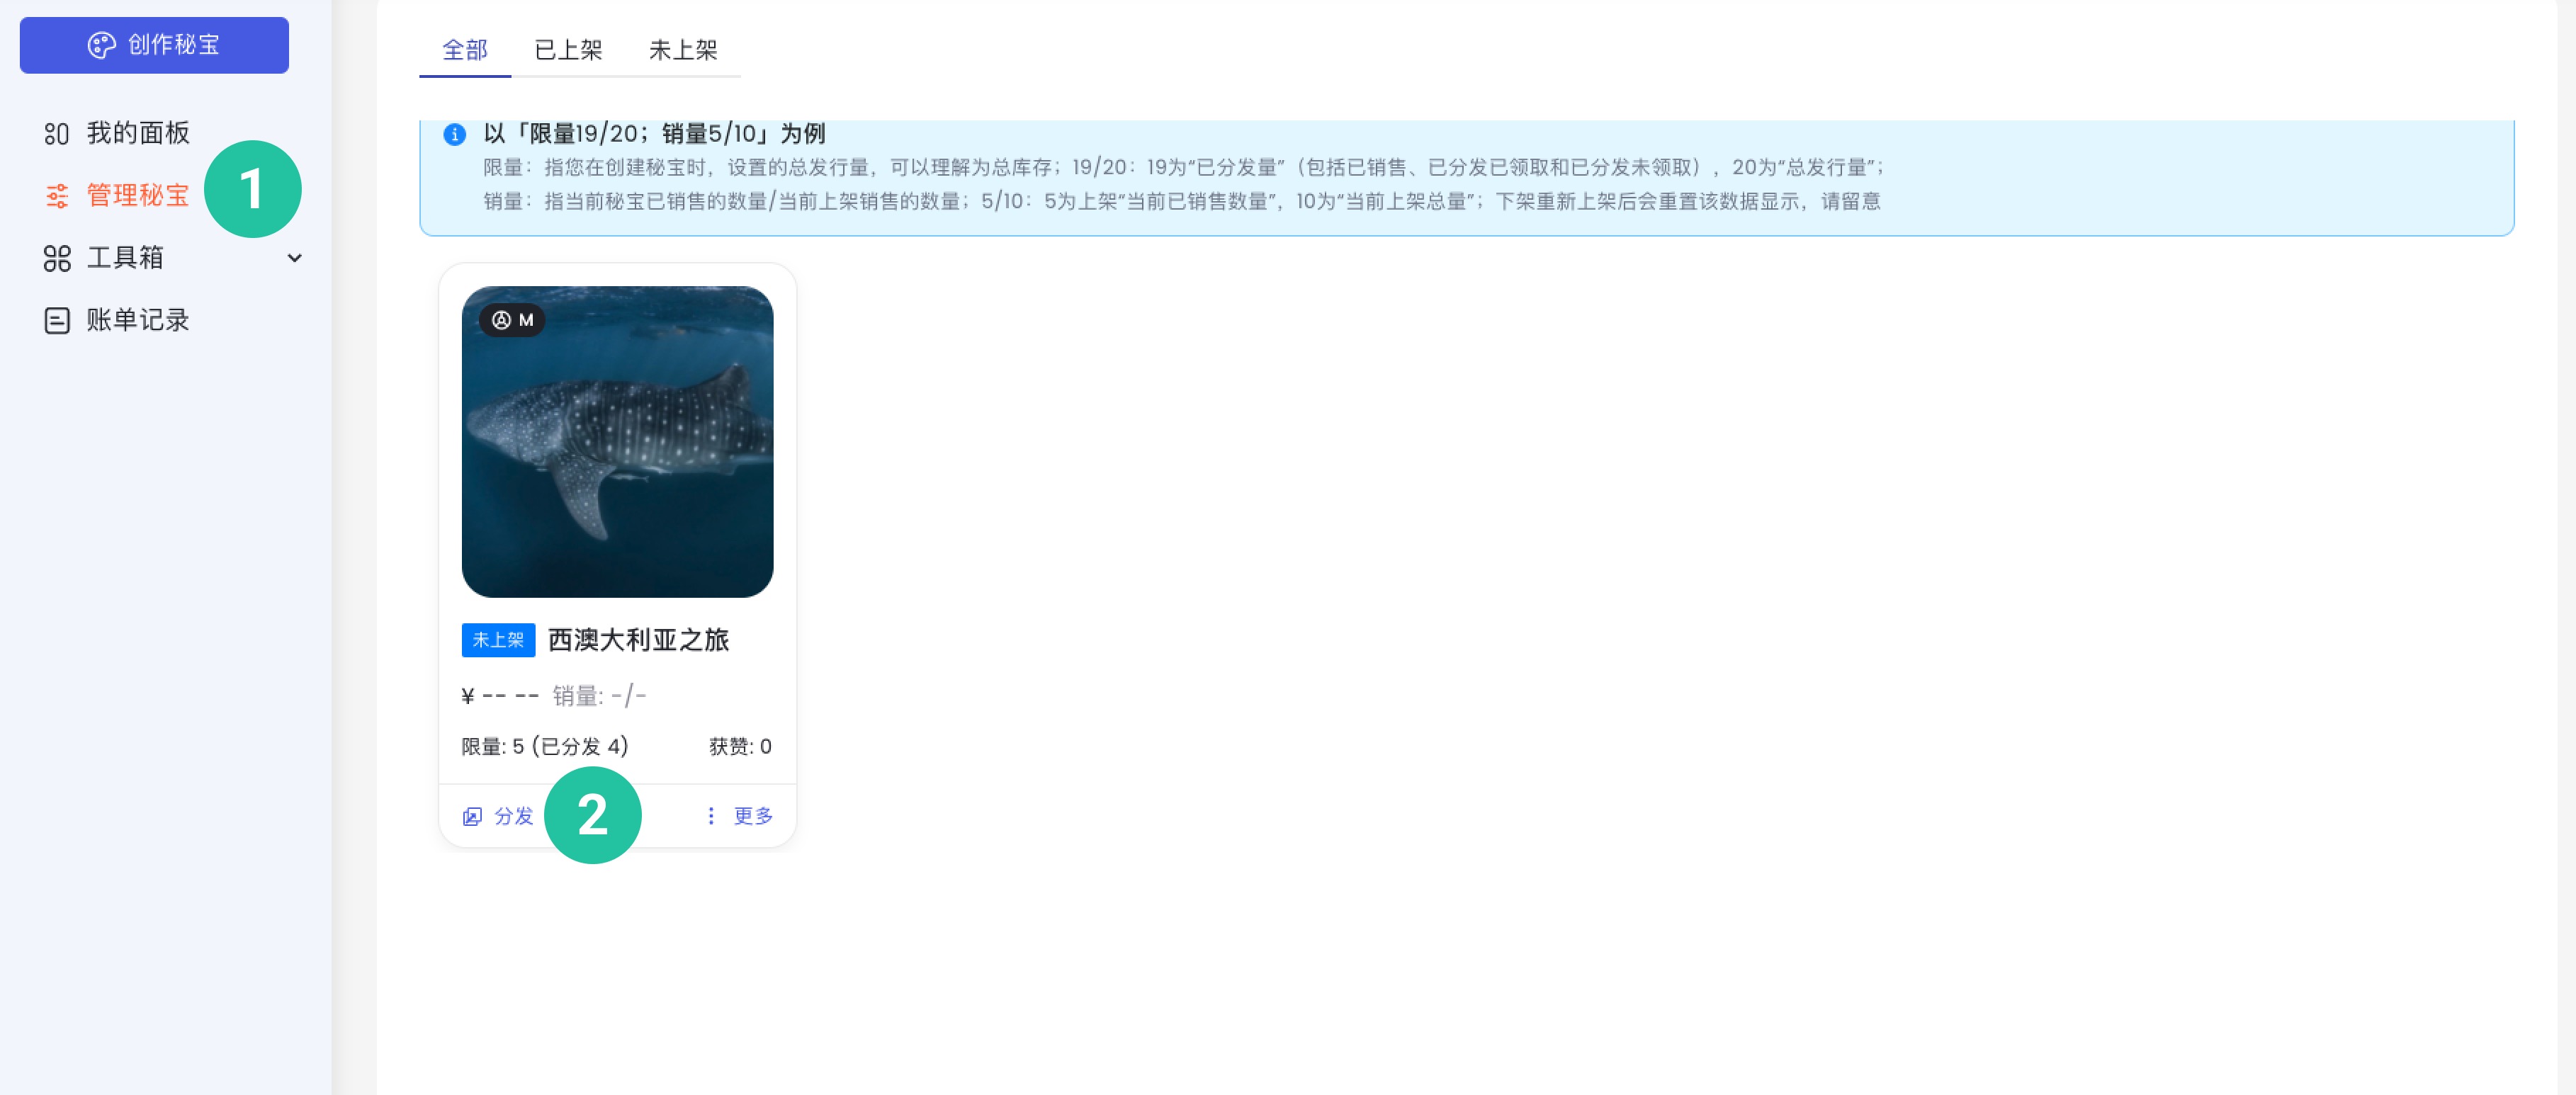 创作秘宝
我的面板
管理秘宝
1
工具箱
账单记录
全部 已上架 未上架
以「限量19/20；销量5/10」为例
限量：指您在创建秘宝时，设置的总发行量，可以理解为总库存；19/20：19为“已分发量”（包括已销售、已分发已领取和已分发未领取），20为“总发行量”；
销量：指当前秘宝已销售的数量/当前上架销售的数量；5/10：5为上架“当前已销售数量”，10为“当前上架总量”；下架重新上架后会重置该数据显示，请留意
M
未上架 西澳大利亚之旅
¥ -- -- 销量: -/-
限量: 5 (已分发 4) 获赞: 0
分发 2 更多